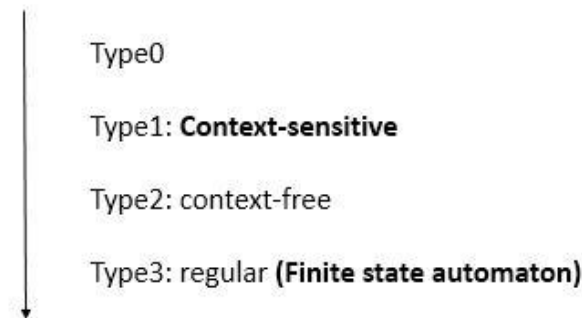 Type0
Type1: Context-sensitive
Type2: context-free
Type3: regular (Finite state automaton)